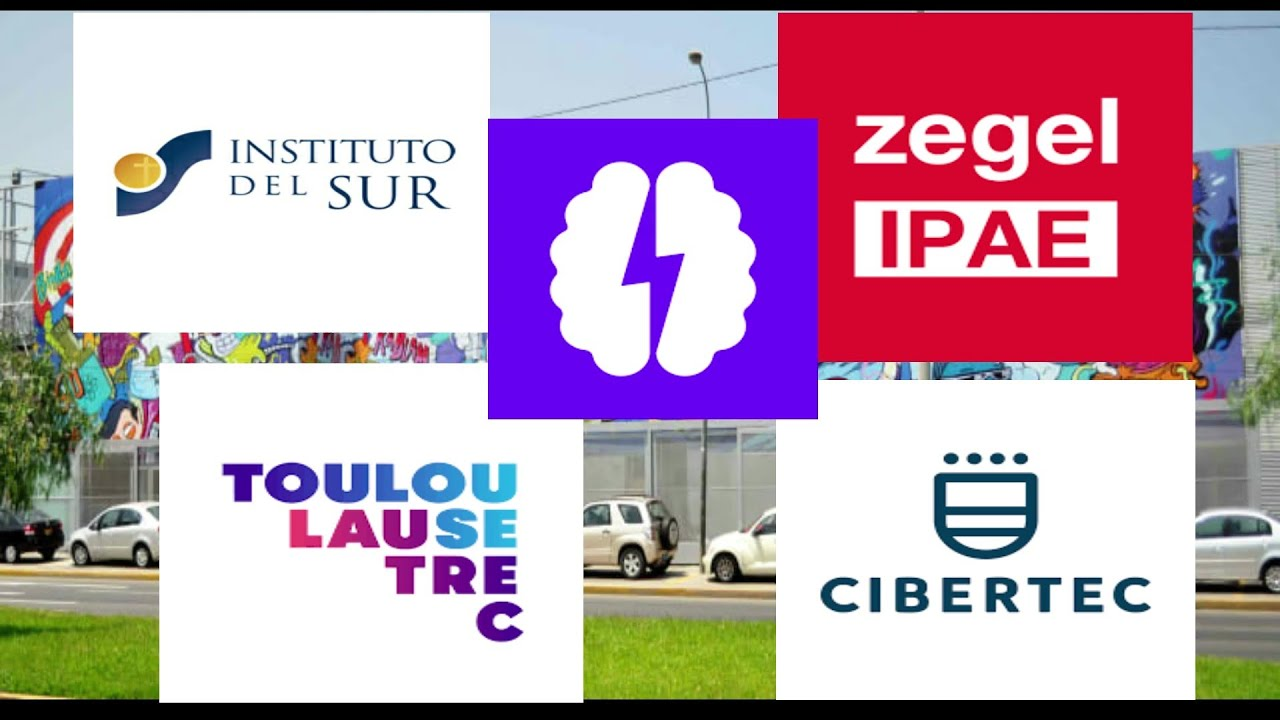 INSTITUTO
DEL SUR
zegel
IPAE
TOULOU
LAUSE
TRE
C
CIBERTEC